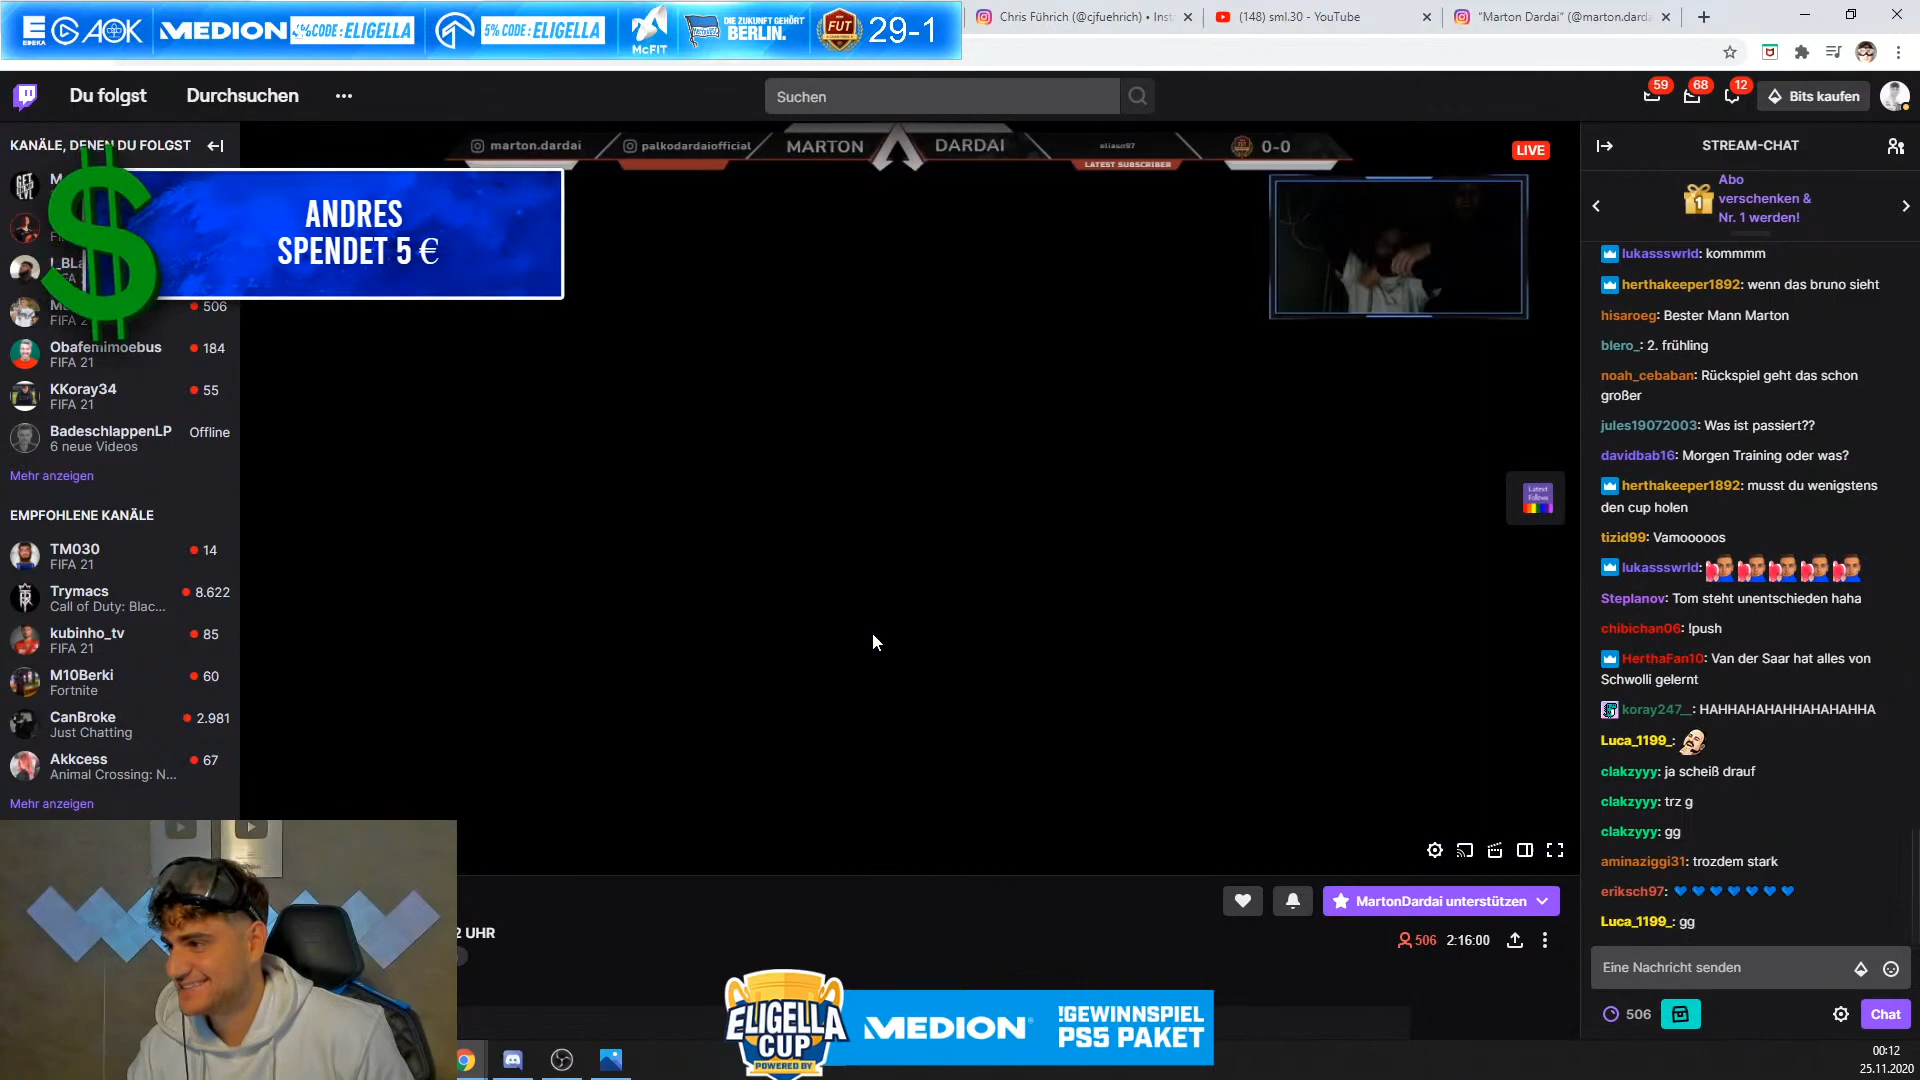 CODE: ELIGELLA
5% CODE: ELIGELLA
MEDION
McFIT
DIE ZUKUNFT GEHÖRT
BERLIN.
FUT
29-1
Chris Führich (@cjfuehrich) • Inst
(148) sml.30 - YouTube
"Marton Dardai" (@marton.darda
Du folgst
Durchsuchen
Suchen
59
68
12
Bits kaufen
KANÄLE, DENEN DU FOLGST
ANDRES
SPENDET 5 €
506
FIFA 21
Obafemimoebus
184
FIFA 21
KKoray34
55
FIFA 21
BadeschlappenLP
Offline
6 neue Videos
Mehr anzeigen
EMPFOHLENE KANÄLE
TM030
14
FIFA 21
Trymacs
8.622
Call of Duty: Blac...
kubinho_tv
85
FIFA 21
M10Berki
60
Fortnite
CanBroke
2.981
Just Chatting
Akkcess
67
Animal Crossing: N...
Mehr anzeigen
marton.dardai
palkodardaiofficial
MARTON
DARDAI
eliasit97
LATEST SUBSCRIBER
0-0
LIVE
Latest
Follows
2 UHR
MartonDardai unterstützen
506
2:16:00
ELIGELLA
CUP
POWERED BY
MEDION
!GEWINNSPIEL
PS5 PAKET
STREAM-CHAT
1
Abo
verschenken &
Nr. 1 werden!
lukassswrld: kommmm
herthakeeper1892: wenn das bruno sieht
hisaroeg: Bester Mann Marton
blero_: 2. frühling
noah_cebaban: Rückspiel geht das schon
großer
jules19072003: Was ist passiert??
davidbab16: Morgen Training oder was?
herthakeeper1892: musst du wenigstens
den cup holen
tizid99: Vamooooos
lukassswrld:
Steplanov: Tom steht unentschieden haha
chibichan06: !push
HerthaFan10: Van der Saar hat alles von
Schwolli gelernt
koray247__: HAHHAHAHAHHAHAHAHHA
Luca_1199_:
clakzyyy: ja scheiß drauf
clakzyyy: trz g
clakzyyy: gg
aminaziggi31: trozdem stark
eriksch97:
Luca_1199_: gg
Eine Nachricht senden
506
Chat
00:12
25.11.2020